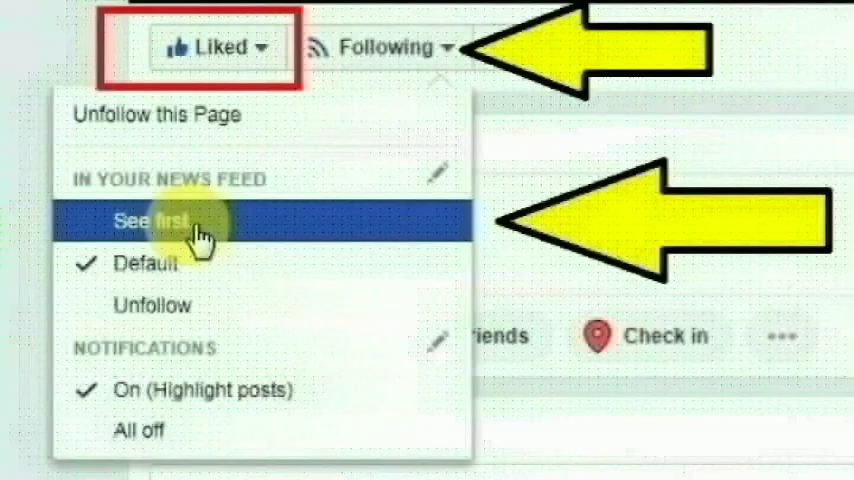 Liked Following
Unfollow this Page
IN YOUR NEWS FEED
See first
Default
Unfollow
NOTIFICATIONS
riends Check in
On (Highlight posts)
All off